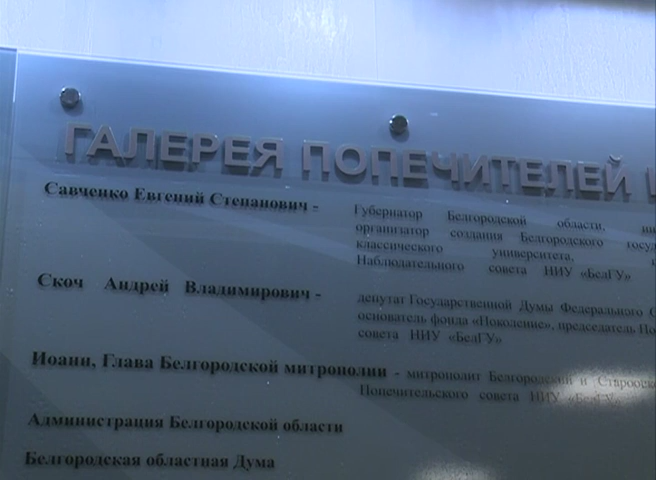 ГАЛЕРЕЯ ПОПЕЧИТЕЛЕЙ
Савченко Евгений Степанович - Губернатор Белгородской области,
организатор создания Белгородского
классического университета,
Наблюдательного совета НИУ «БелГУ»
Скоч Андрей Владимирович - депутат Государственной Думы Федерального
основатель фонда «Поколение», председатель
совета НИУ «БелГУ»
Иоанн, Глава Белгородской митрополии - митрополит Белгородский и
Попечительского совета НИУ «БелГУ»
Администрация Белгородской области
Белгородская областная Дума